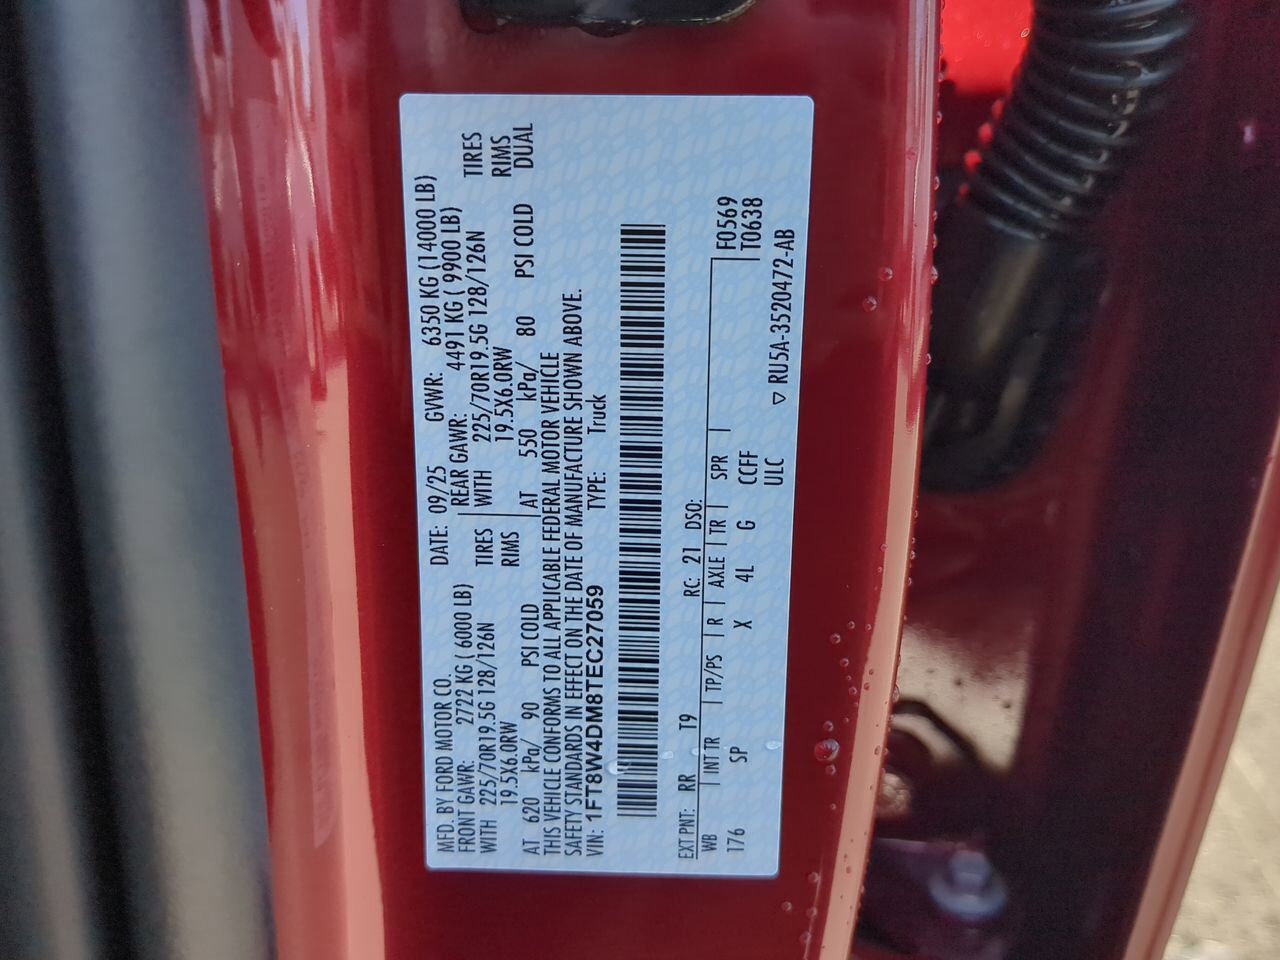 MFD. BY FORD MOTOR CO. DATE: 09/25 GVWR: 6350 KG (14000 LB)
FRONT GAWR: 2722 KG (6000 LB) REAR GAWR: 4491 KG (9900 LB)
WITH 225/70R19.5G 128/126N TIRES WITH 225/70R19.5G 128/126N TIRES
19.5X6.0RW RIMS 19.5X6.0RW RIMS
AT 620 kPa/ 90 PSI COLD AT 550 kPa/ 80 PSI COLD DUAL
THIS VEHICLE CONFORMS TO ALL APPLICABLE FEDERAL MOTOR VEHICLE
SAFETY STANDARDS IN EFFECT ON THE DATE OF MANUFACTURE SHOWN ABOVE.
VIN: 1FT8W4DM8TEC27059 TYPE: Truck
EXT PNT: RR T9 RC: 21 DSO: F0569
WB INT TR TP/PS R AXLE TR SPR T0638
176 SP X 4L G CCFF
ULC ▽ RU5A-3520472-AB